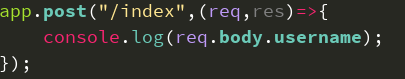 app.post("/index",(req,res)=>{
    console.log(req.body.username);
});